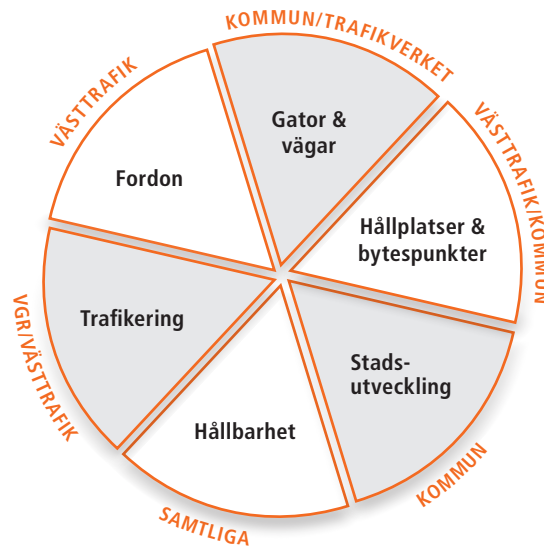 KOMMUN/TRAFIKVERKET
Gator &
vägar
VÄSTTRAFIK/KOMMUN
Hållplatser &
bytespunkter
KOMMUN
Stads-
utveckling
SAMTLIGA
Hållbarhet
VGR/VÄSTTRAFIK
Trafikering
VÄSTTRAFIK
Fordon